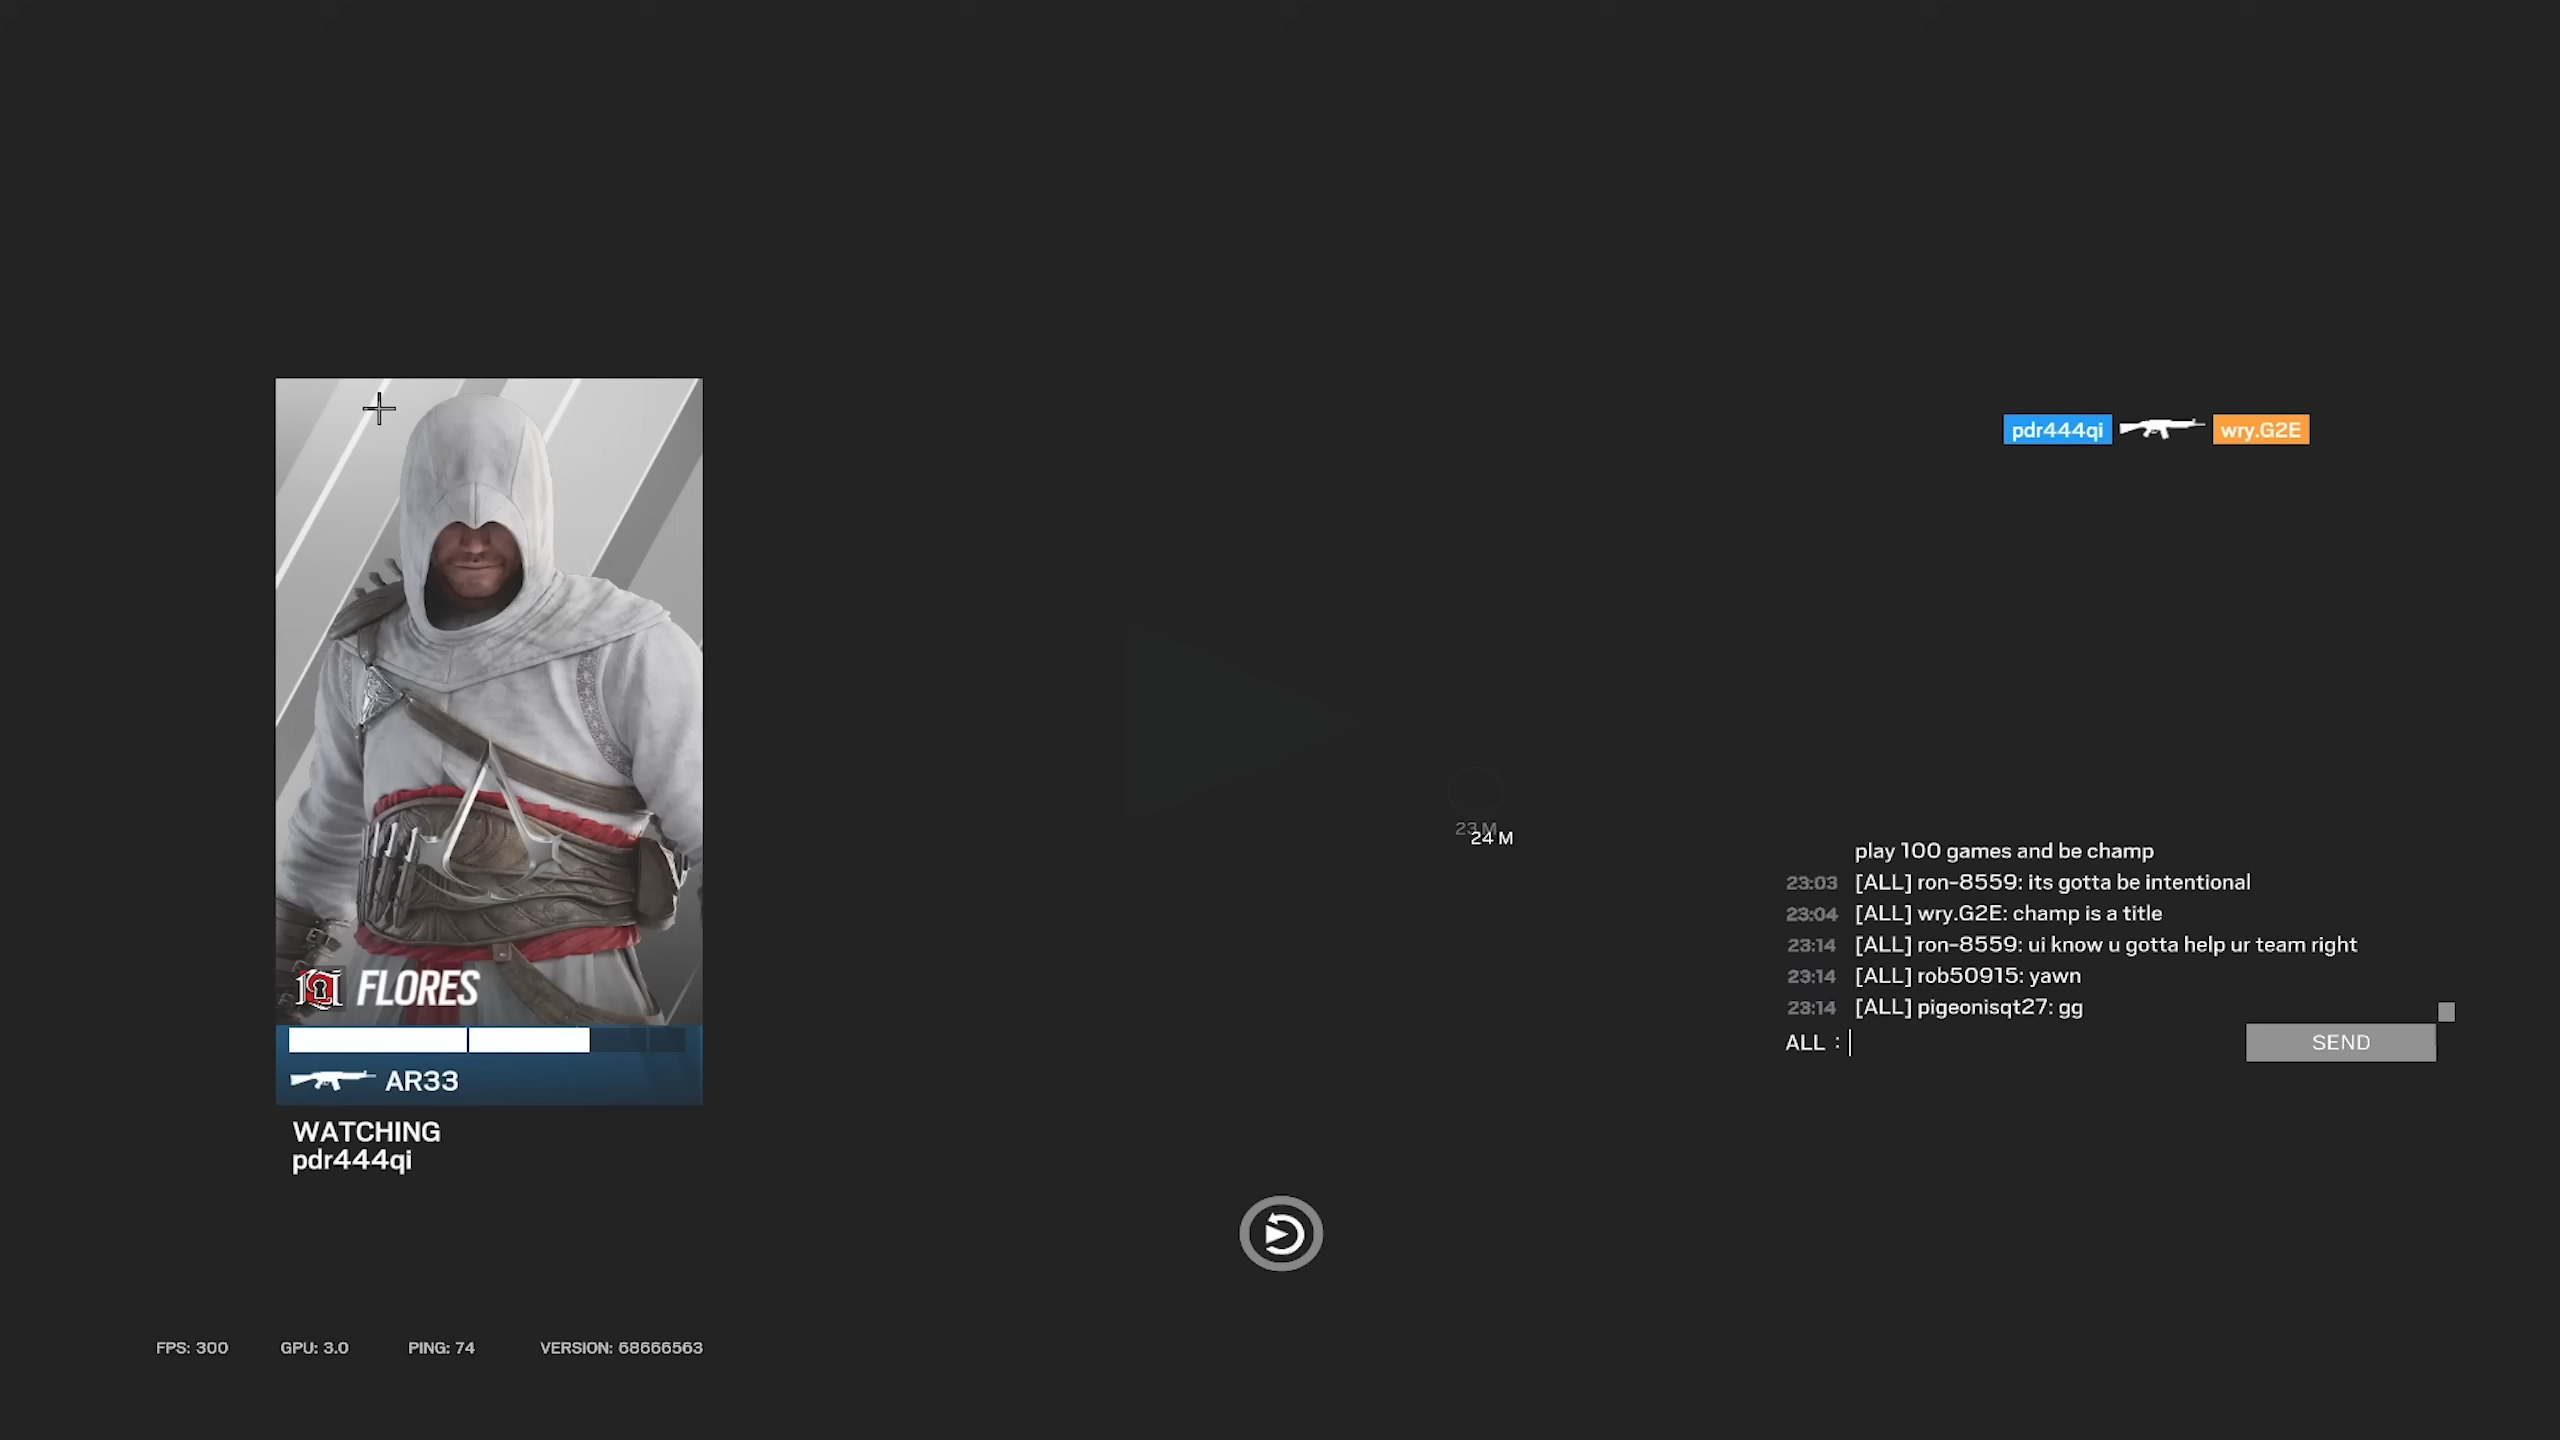 pdr444qi wry.G2E
23 M
24 M
play 100 games and be champ
23:03 [ALL] ron-8559: its gotta be intentional
23:04 [ALL] wry.G2E: champ is a title
23:14 [ALL] ron-8559: ui know u gotta help ur team right
23:14 [ALL] rob50915: yawn
23:14 [ALL] pigeonisqt27: gg
ALL : SEND
FLORES
AR33
WATCHING
pdr444qi
FPS: 300 GPU: 3.0 PING: 74 VERSION: 68666563